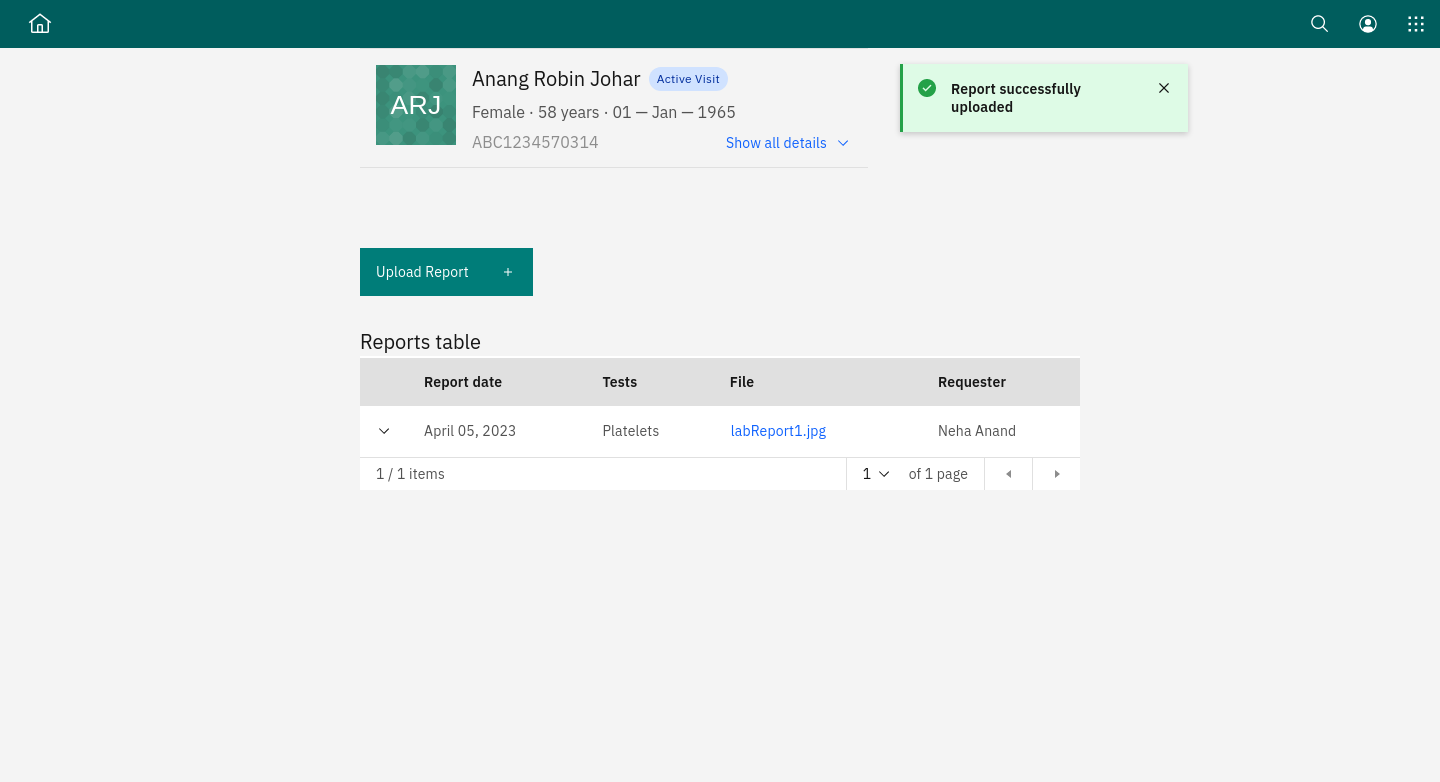 ARJ
Anang Robin Johar Active Visit
Female · 58 years · 01 — Jan — 1965
ABC1234570314 Show all details
Report successfully
uploaded
Upload Report +
Reports table
Report date Tests File Requester
April 05, 2023 Platelets labReport1.jpg Neha Anand
1 / 1 items 1 of 1 page